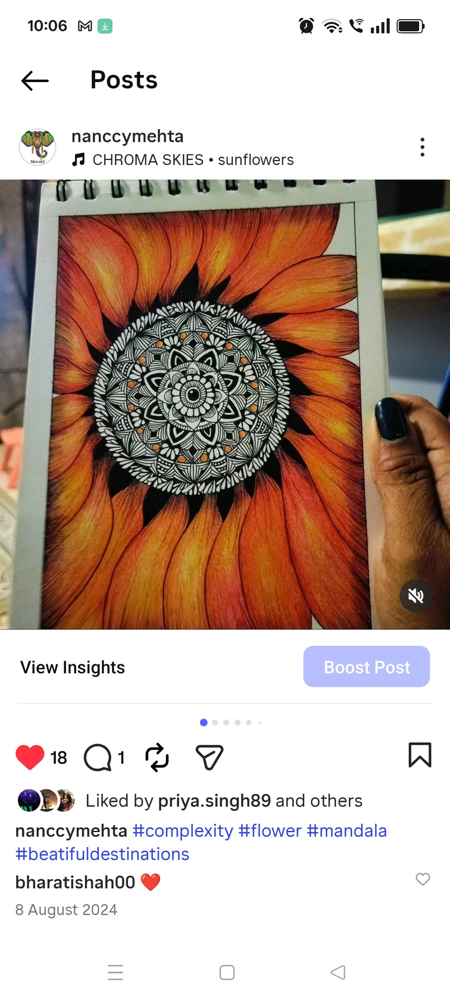 10:06
Posts
nanccymehta
CHROMA SKIES • sunflowers
View Insights
Boost Post
18
1
Liked by priya.singh89 and others
nanccymehta #complexity #flower #mandala
#beatifuldestinations
bharatishah00 ❤️
8 August 2024